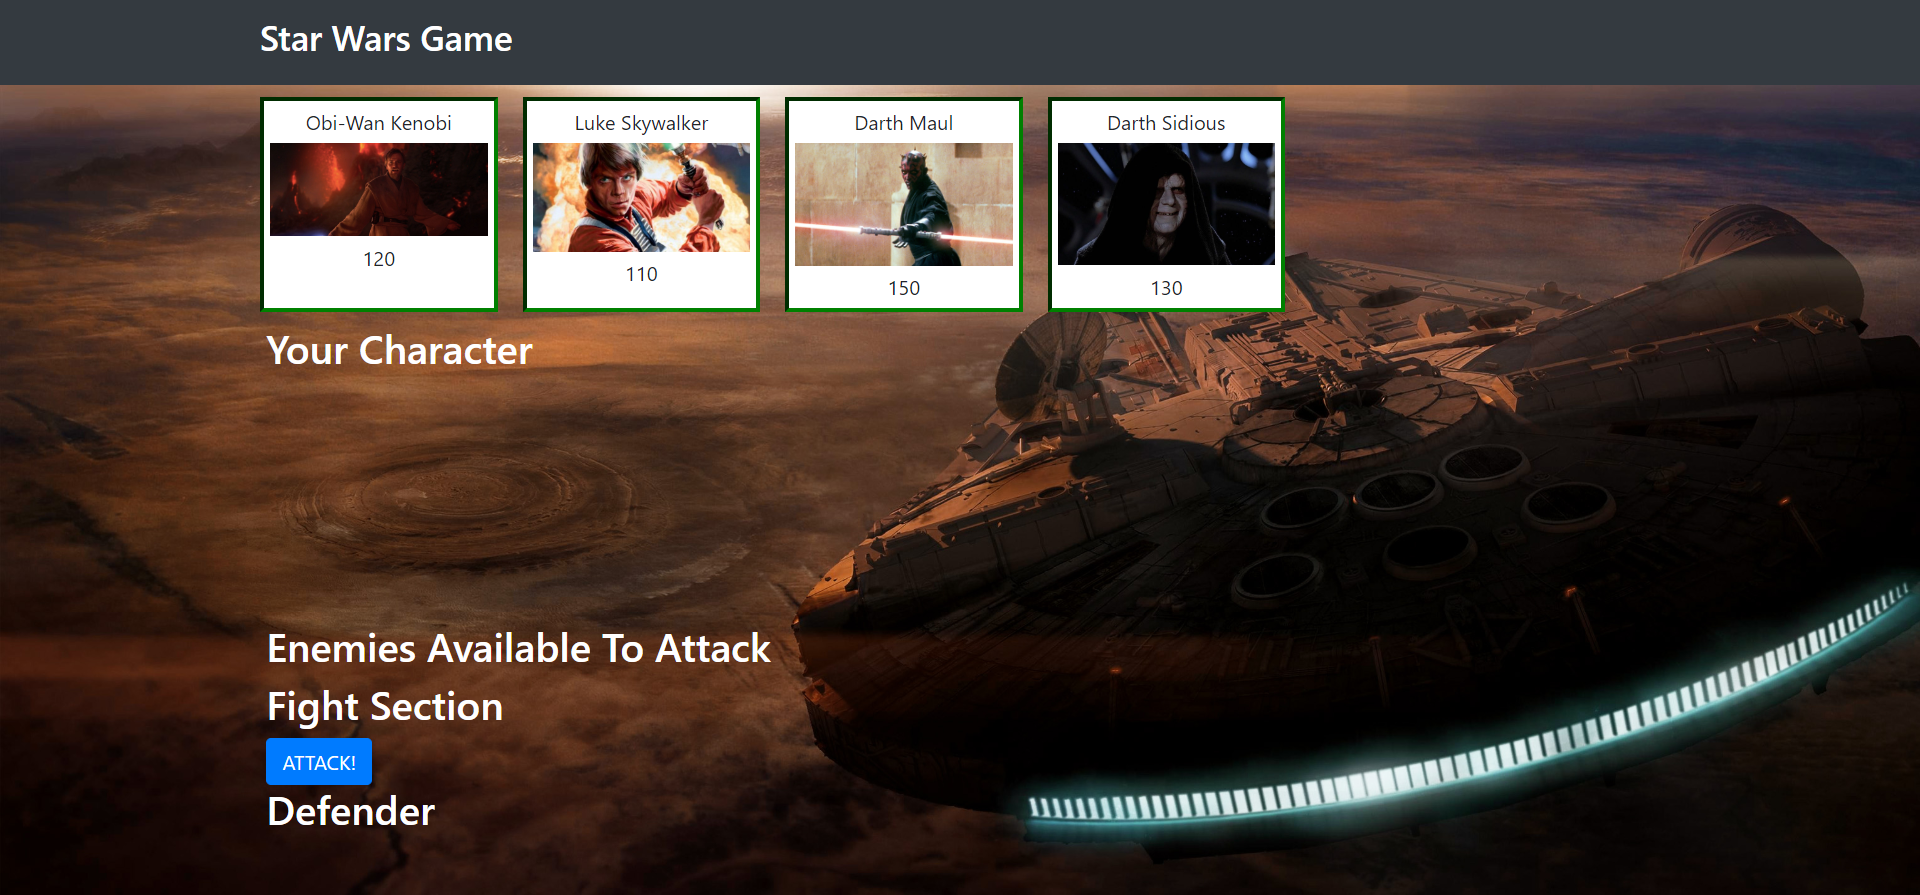 Star Wars Game
Obi-Wan Kenobi
120
Luke Skywalker
110
Darth Maul
150
Darth Sidious
130
Your Character
Enemies Available To Attack
Fight Section
ATTACK!
Defender